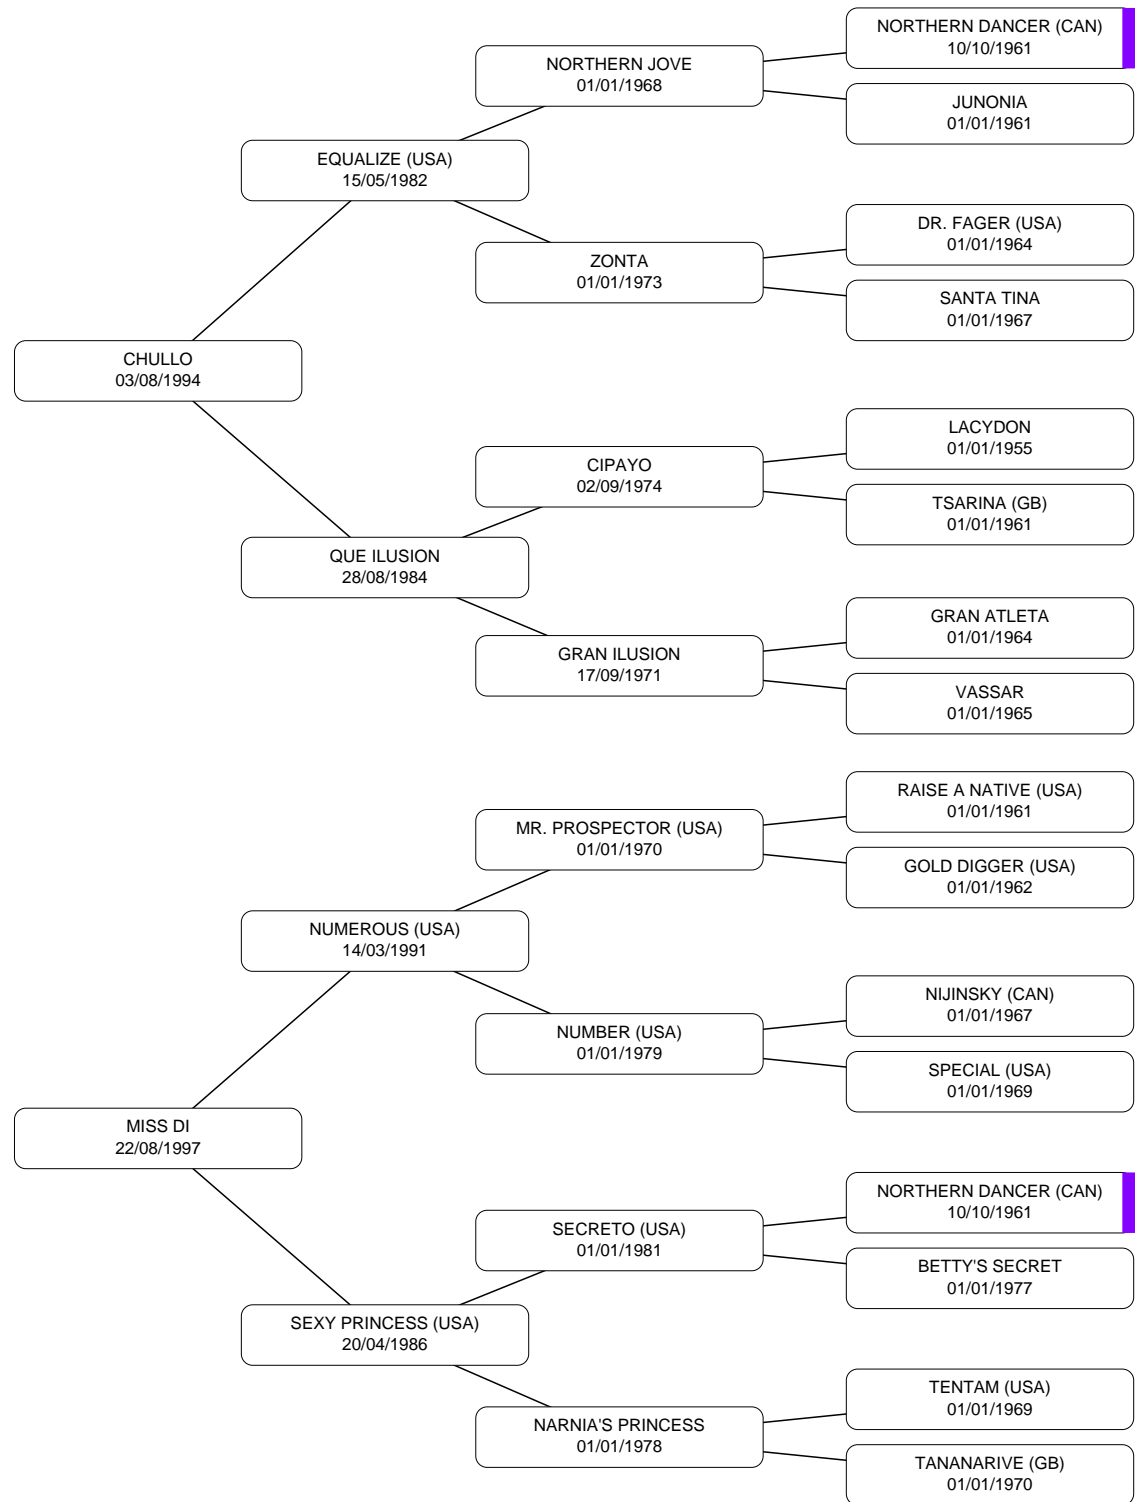 NORTHERN DANCER (CAN)
10/10/1961
NORTHERN JOVE
01/01/1968
JUNONIA
01/01/1961
EQUALIZE (USA)
15/05/1982
DR. FAGER (USA)
01/01/1964
ZONTA
01/01/1973
SANTA TINA
01/01/1967
CHULLO
03/08/1994
LACYDON
01/01/1955
CIPAYO
02/09/1974
TSARINA (GB)
01/01/1961
QUE ILUSION
28/08/1984
GRAN ATLETA
01/01/1964
GRAN ILUSION
17/09/1971
VASSAR
01/01/1965
RAISE A NATIVE (USA)
01/01/1961
MR. PROSPECTOR (USA)
01/01/1970
GOLD DIGGER (USA)
01/01/1962
NUMEROUS (USA)
14/03/1991
NIJINSKY (CAN)
01/01/1967
NUMBER (USA)
01/01/1979
SPECIAL (USA)
01/01/1969
MISS DI
22/08/1997
NORTHERN DANCER (CAN)
10/10/1961
SECRETO (USA)
01/01/1981
BETTY'S SECRET
01/01/1977
SEXY PRINCESS (USA)
20/04/1986
TENTAM (USA)
01/01/1969
NARNIA'S PRINCESS
01/01/1978
TANANARIVE (GB)
01/01/1970